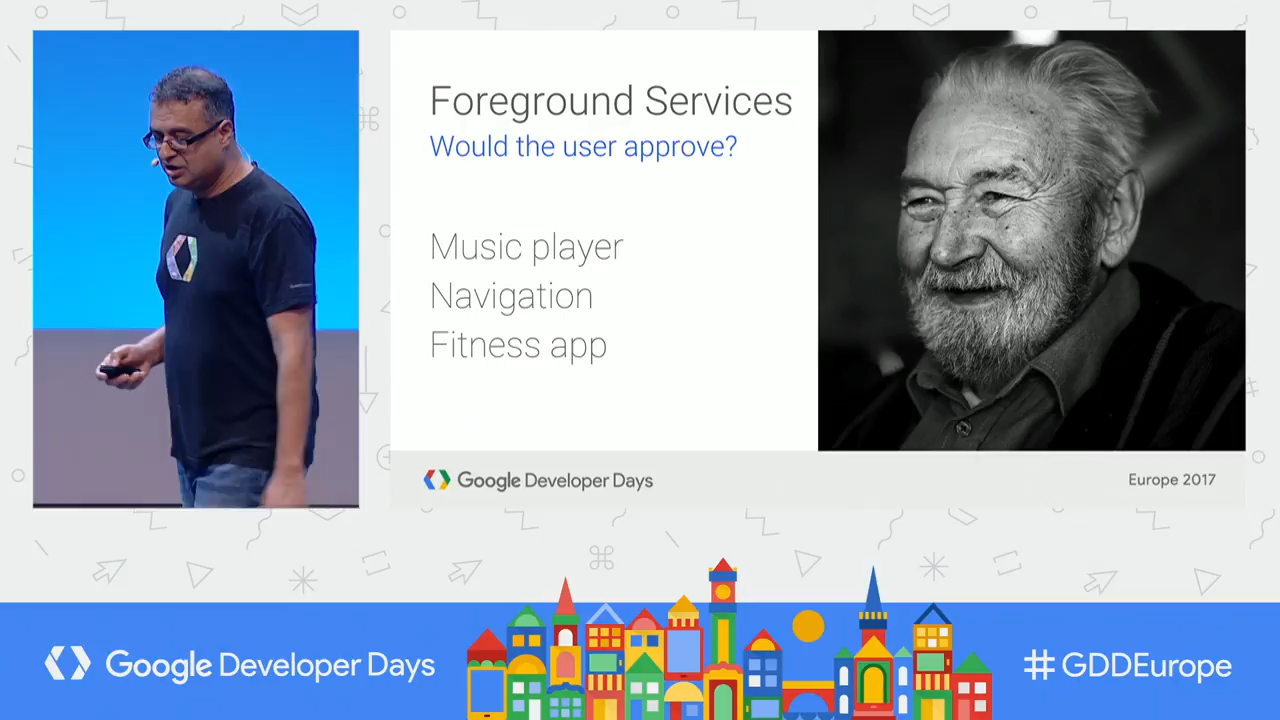 Foreground Services
Would the user approve?
Music player
Navigation
Fitness app
Google Developer Days
Europe 2017
Google Developer Days
#GDDEurope